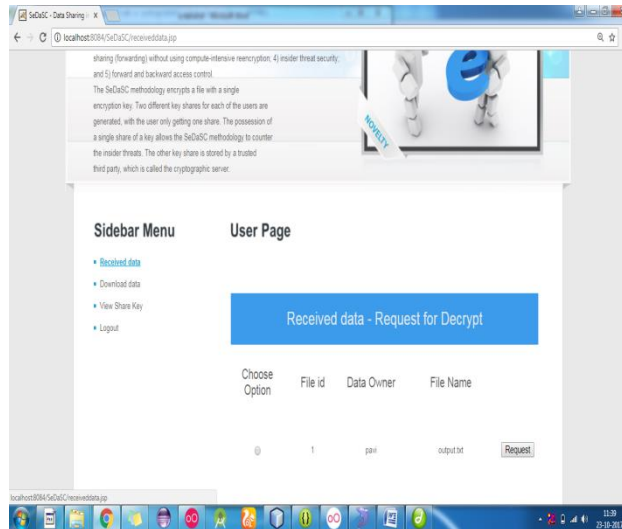 SeDaSC - Data Sharing
localhost:8084/SeDaSC/receiveddata.jsp
sharing (forwarding) without using compute-intensive reencryption; 4) insider threat security;
and 5) forward and backward access control.
The SeDaSC methodology encrypts a file with a single
encryption key. Two different key shares for each of the users are
generated, with the user only getting one share. The possession of
a single share of a key allows the SeDaSC methodology to counter
the insider threats. The other key share is stored by a trusted
third party, which is called the cryptographic server.
NOVELTY
Sidebar Menu
Received data
Download data
View Share Key
Logout
User Page
Received data - Request for Decrypt
Choose Option File id Data Owner File Name
1 pavi output.txt Request
localhost:8084/SeDaSC/receiveddata.jsp
11:39